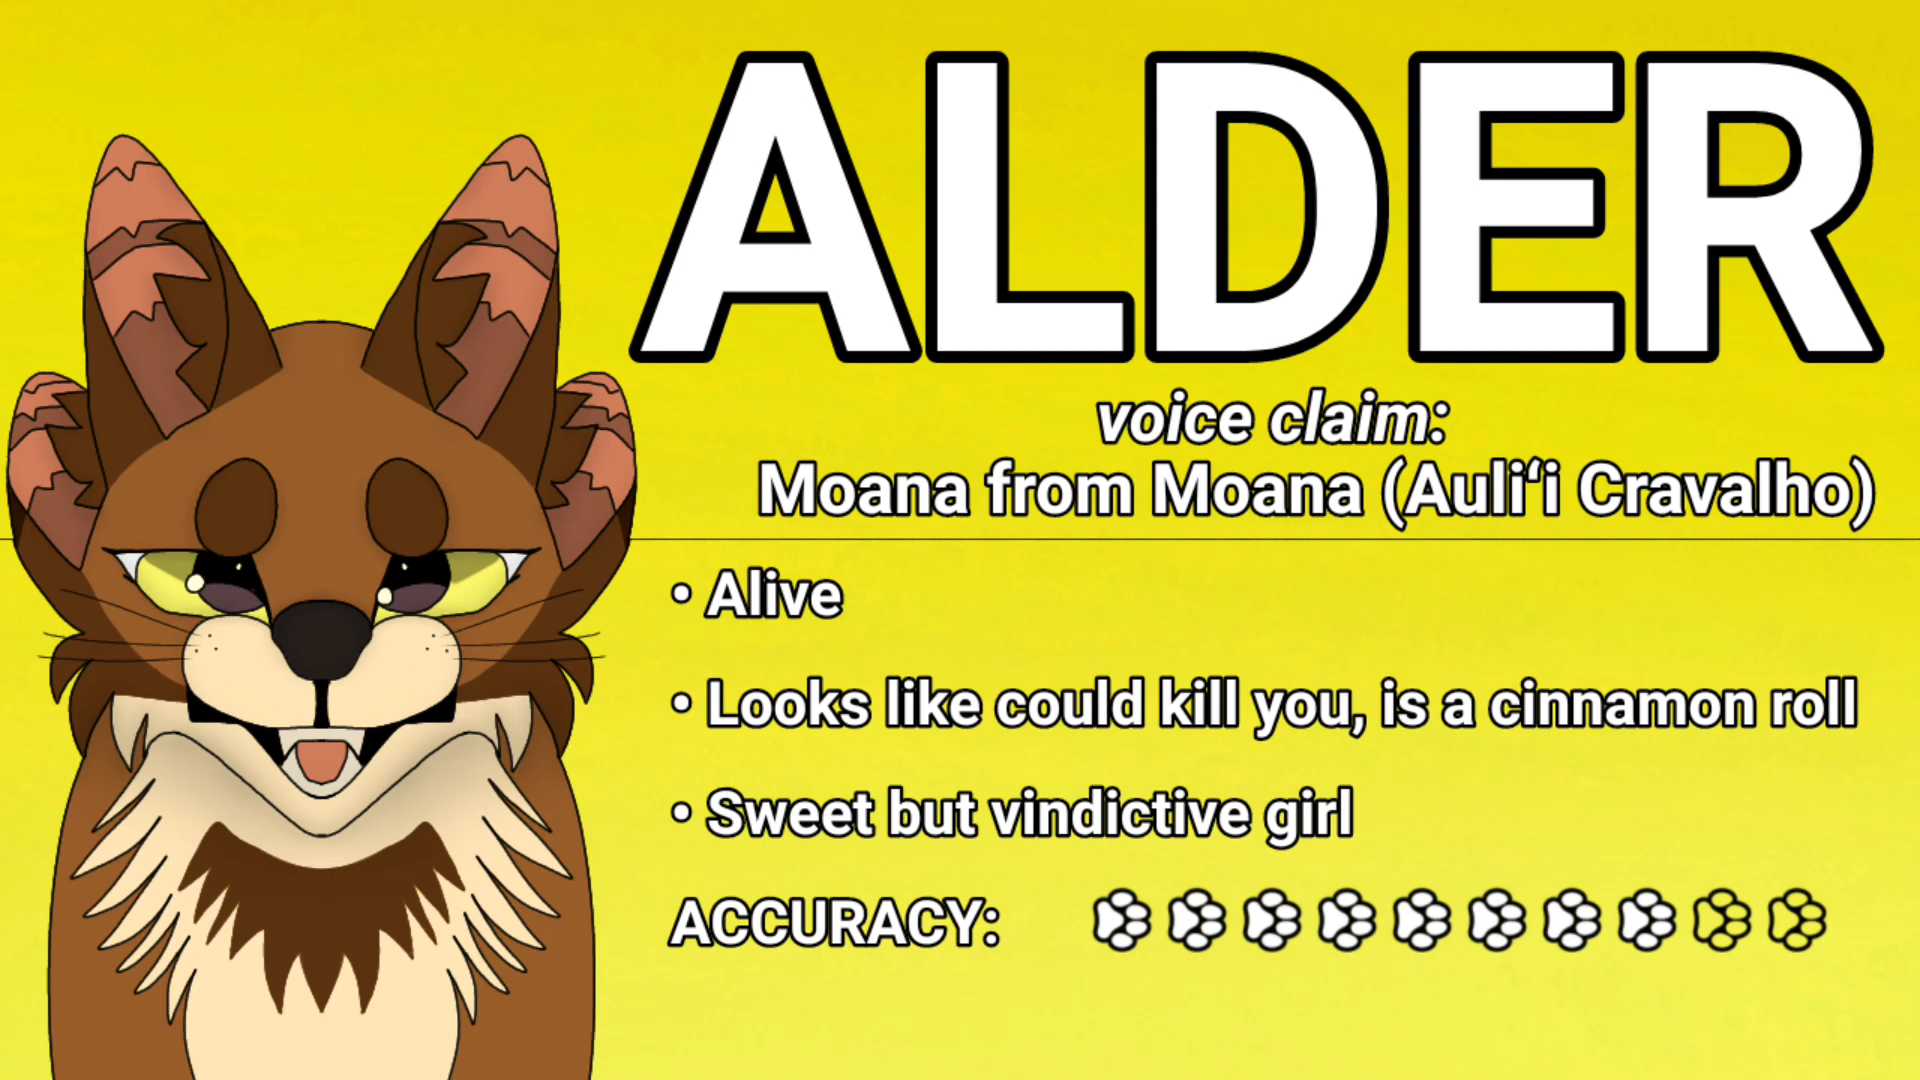 ALDER
voice claim:
Moana from Moana (Auliʻi Cravalho)
• Alive
• Looks like could kill you, is a cinnamon roll
• Sweet but vindictive girl
ACCURACY: